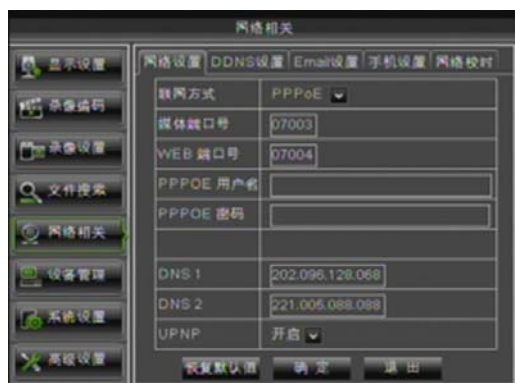 网络相关
显示设置
录像编码
录像设置
文件搜索
网络相关
设备管理
系统设置
高级设置
网络设置 DDNS设置 Email设置 手机设置 网络校时
联网方式 PPPoE
媒体端口号 07003
WEB 端口号 07004
PPPOE 用户名
PPPOE 密码
DNS 1 202.096.128.068
DNS 2 221.005.088.088
UPNP 开启
恢复默认值 确 定 退 出